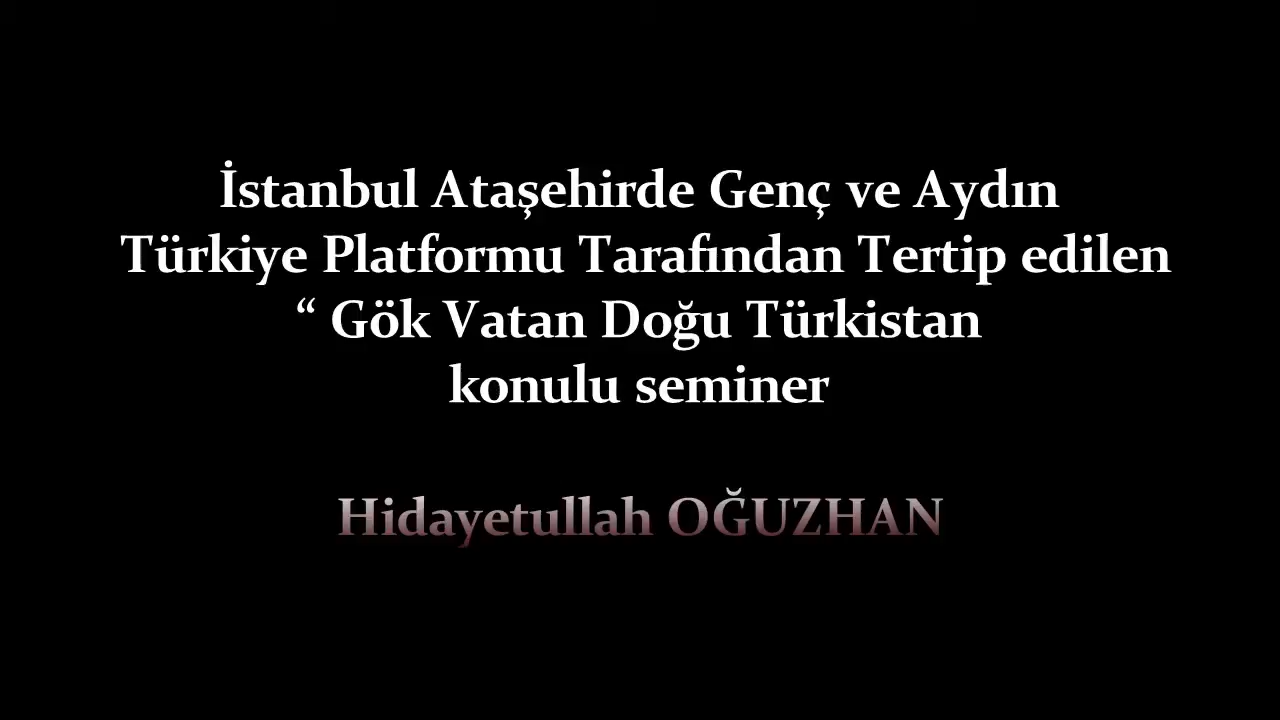 İstanbul Ataşehirde Genç ve Aydın
Türkiye Platformu Tarafından Tertip edilen
“ Gök Vatan Doğu Türkistan
konulu seminer
Hidayetullah OĞUZHAN